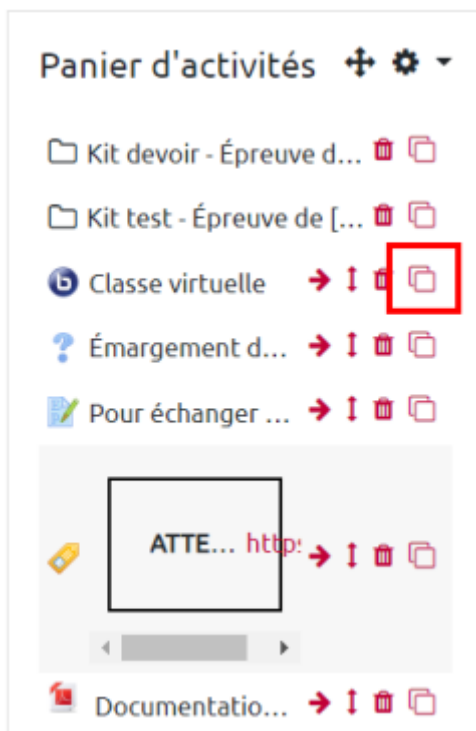 Panier d'activités
Kit devoir - Épreuve d...
Kit test - Épreuve de [...
Classe virtuelle
Émargement d...
Pour échanger ...
ATTE... https
Documentatio...